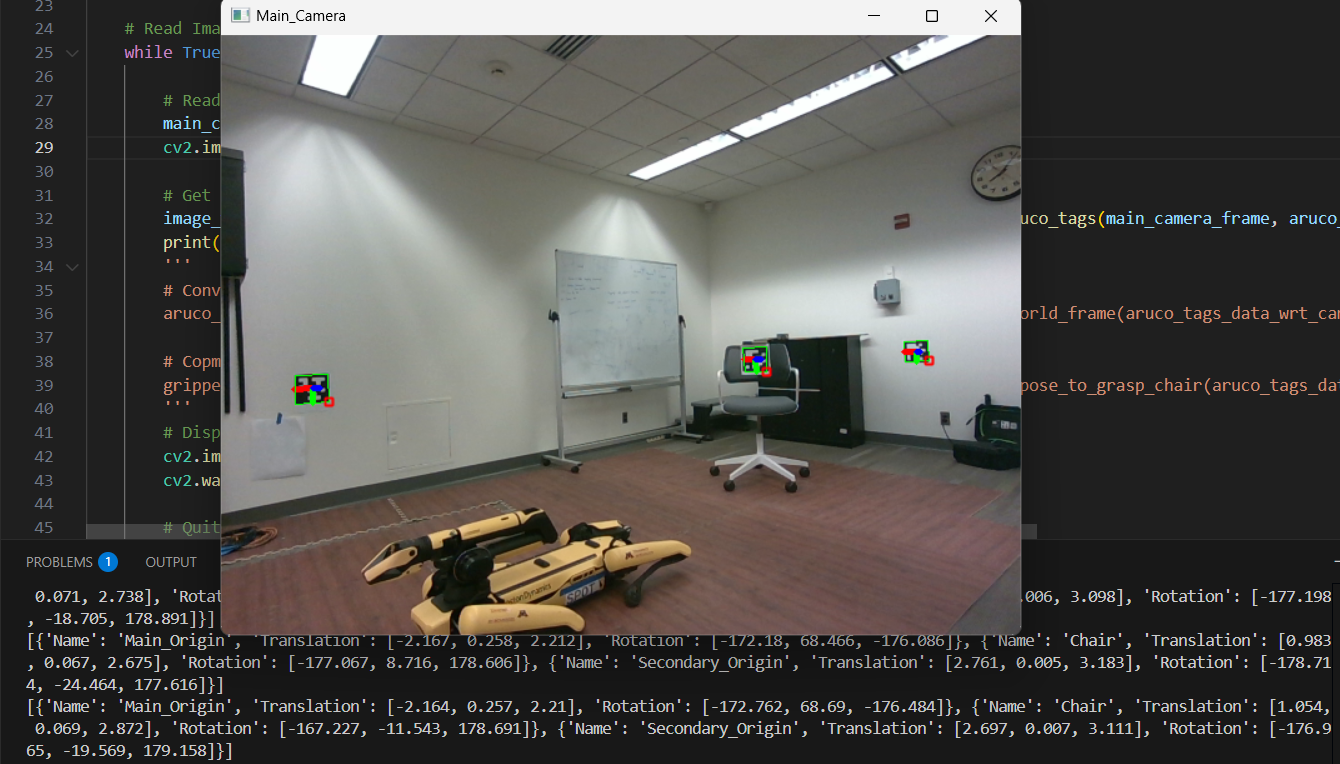 23
Main_Camera
24 # Read Ima
25 while True
26
27 # Read
28 main_c
29 cv2.im
30
31 # Get
32 image_ uco_tags(main_camera_frame, aruco_
33 print(
34 '''
35 # Conv
36 aruco_ orld_frame(aruco_tags_data_wrt_cam
37
38 # Copm
39 grippe pose_to_grasp_chair(aruco_tags_dat
40 '''
41 # Disp
42 cv2.im
43 cv2.wa
44
45 # Quit
SPOT
PROBLEMS 1 OUTPUT
0.071, 2.738], 'Rotat .006, 3.098], 'Rotation': [-177.198
, -18.705, 178.891]}]
[{'Name': 'Main_Origin', 'Translation': [-2.167, 0.258, 2.212], 'Rotation': [-172.18, 68.466, -176.086]}, {'Name': 'Chair', 'Translation': [0.983
, 0.067, 2.675], 'Rotation': [-177.067, 8.716, 178.606]}, {'Name': 'Secondary_Origin', 'Translation': [2.761, 0.005, 3.183], 'Rotation': [-178.71
4, -24.464, 177.616]}]
[{'Name': 'Main_Origin', 'Translation': [-2.164, 0.257, 2.21], 'Rotation': [-172.762, 68.69, -176.484]}, {'Name': 'Chair', 'Translation': [1.054,
0.069, 2.872], 'Rotation': [-167.227, -11.543, 178.691]}, {'Name': 'Secondary_Origin', 'Translation': [2.697, 0.007, 3.111], 'Rotation': [-176.9
65, -19.569, 179.158]}]